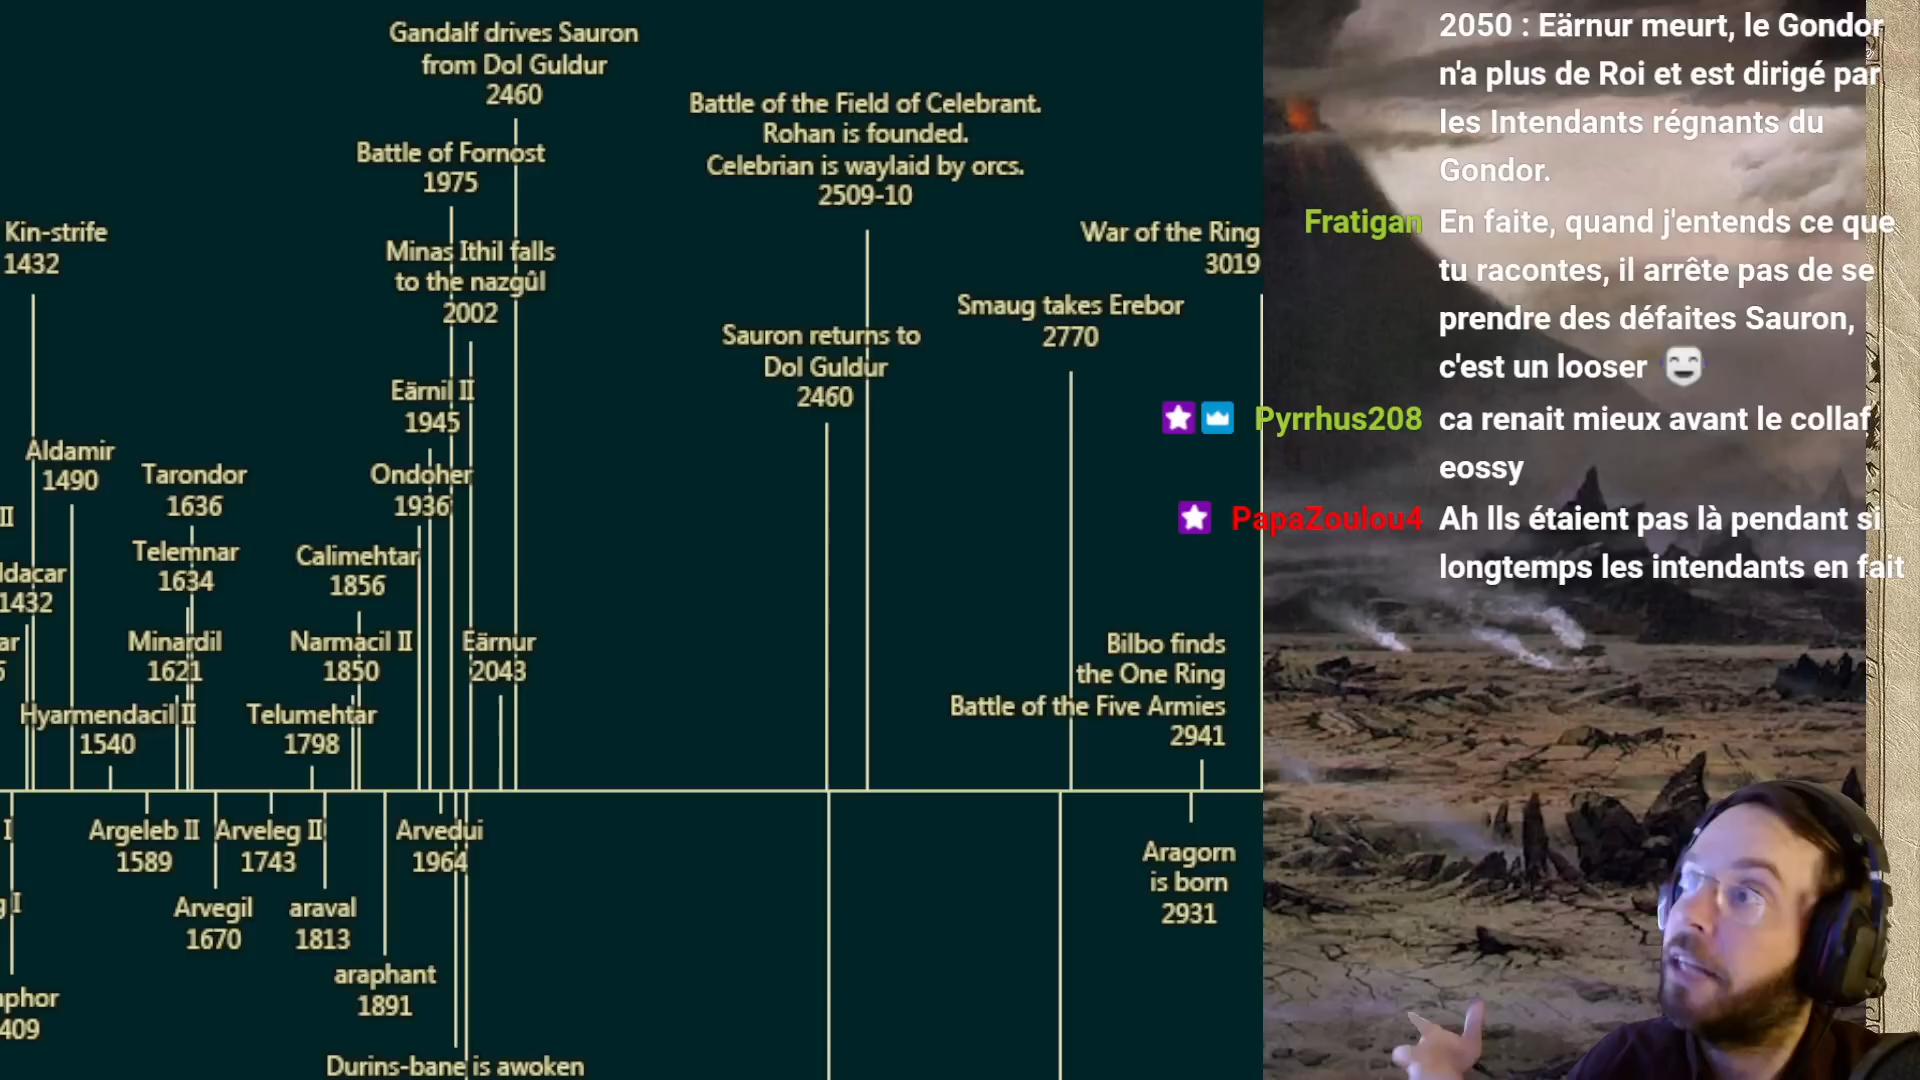 Gandalf drives Sauron
from Dol Guldur
2460
Battle of Fornost
1975
Minas Ithil falls
to the nazgûl
2002
Battle of the Field of Celebrant.
Rohan is founded.
Celebrian is waylaid by orcs.
2509-10
Kin-strife
1432
War of the Ring
3019
Smaug takes Erebor
2770
Sauron returns to
Dol Guldur
2460
Eärnil II
1945
Aldamir
1490
Tarondor
1636
Ondoher
1936
II
Telemnar
1634
Calimehtar
1856
ldacar
1432
ar
Minardil
1621
Narmacil II
1850
Eärnur
2043
Bilbo finds
the One Ring
Battle of the Five Armies
2941
Hyarmendacil II
1540
Telumehtar
1798
I
Argeleb II
1589
Arveleg II
1743
Arvedui
1964
Aragorn
is born
2931
g I
Arvegil
1670
araval
1813
araphant
1891
phor
409
Durins-bane is awoken
2050 : Eärnur meurt, le Gondor
n'a plus de Roi et est dirigé par
les Intendants régnants du
Gondor.
Fratigan En faite, quand j'entends ce que
tu racontes, il arrête pas de se
prendre des défaites Sauron,
c'est un looser
Pyrrhus208 ca renait mieux avant le collaf
eossy
PapaZoulou4 Ah Ils étaient pas là pendant si
longtemps les intendants en fait